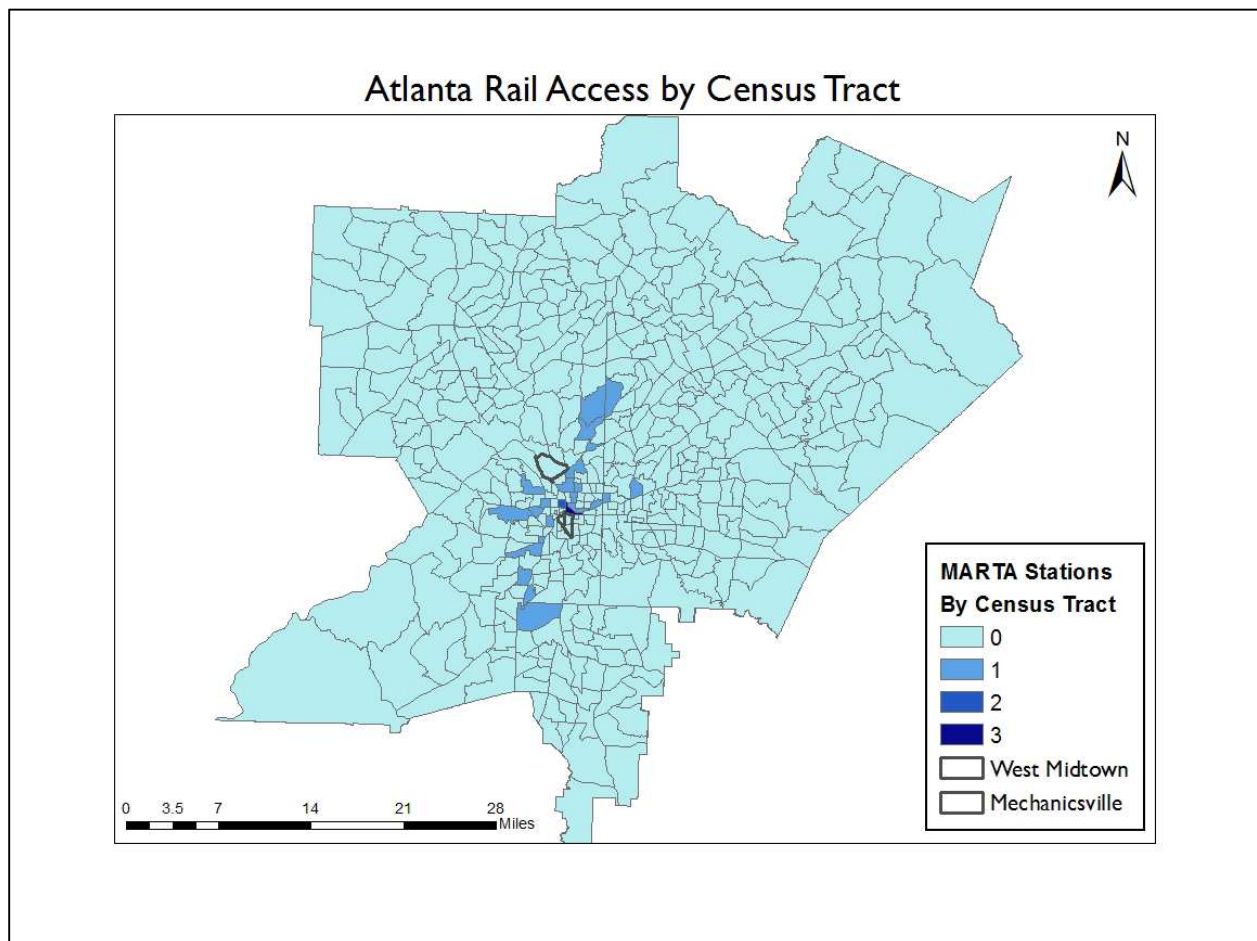 Atlanta Rail Access by Census Tract
N
MARTA Stations
By Census Tract
0
1
2
3
West Midtown
Mechanicsville
0 3.5 7 14 21 28
Miles